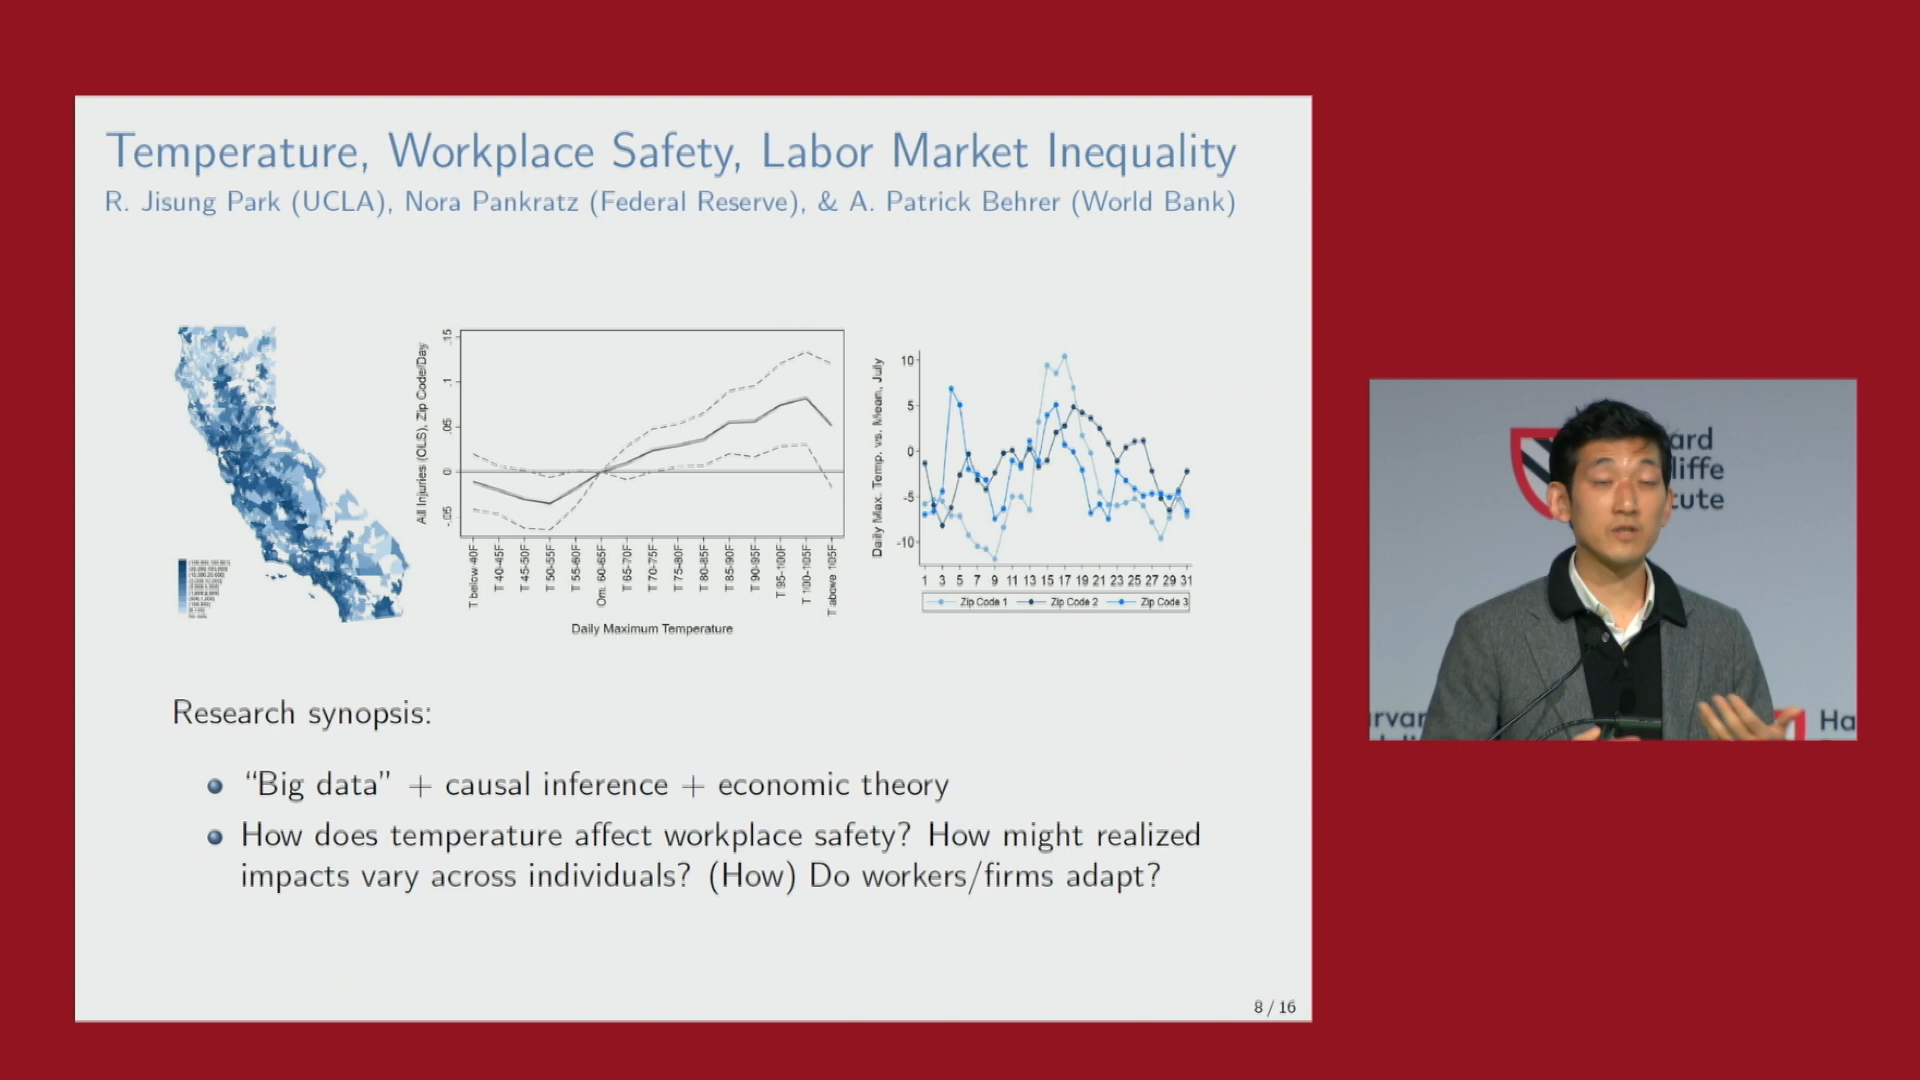 Temperature, Workplace Safety, Labor Market Inequality
R. Jisung Park (UCLA), Nora Pankratz (Federal Reserve), & A. Patrick Behrer (World Bank)
All Injuries (OLS), Zip Code/Day
.15
.1
.05
0
-.05
T below 40F
T 40-45F
T 45-50F
T 50-55F
T 55-60F
Om. 60-65F
T 65-70F
T 70-75F
T 75-80F
T 80-85F
T 85-90F
T 90-95F
T 95-100F
T 100-105F
T above 105F
Daily Maximum Temperature
Daily Max. Temp. vs. Mean, July
10
5
0
-5
-10
1 3 5 7 9 11 13 15 17 19 21 23 25 27 29 31
Zip Code 1 Zip Code 2 Zip Code 3
Research synopsis:
“Big data” + causal inference + economic theory
How does temperature affect workplace safety? How might realized
impacts vary across individuals? (How) Do workers/firms adapt?
8 / 16
ard
liffe
tute
rvar
Ha